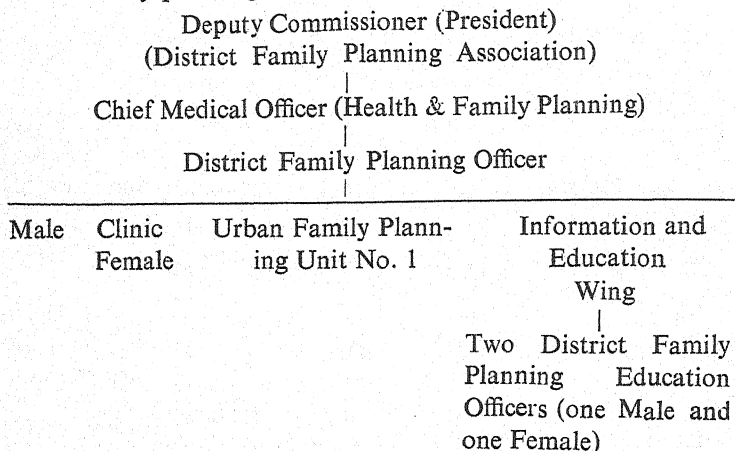 Deputy Commissioner (President)
(District Family Planning Association)
Chief Medical Officer (Health & Family Planning)
District Family Planning Officer
Male Clinic Urban Family Plann- Information and
Female ing Unit No. 1 Education
Wing
Two District Family
Planning Education
Officers (one Male and
one Female)